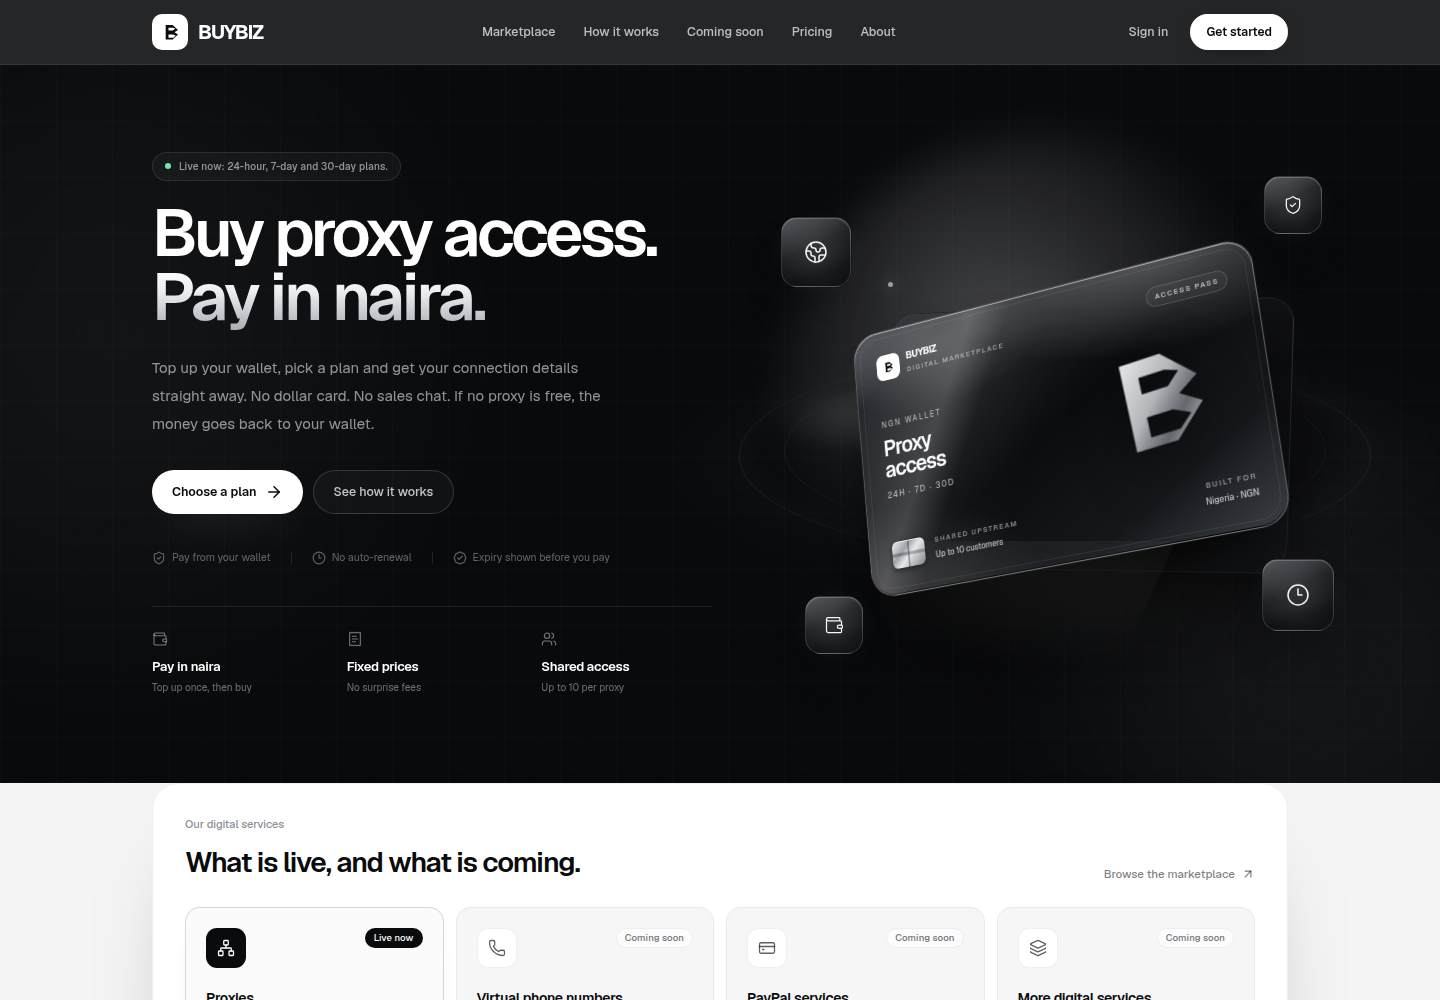 BUYBIZ
Marketplace
How it works
Coming soon
Pricing
About
Sign in
Get started
Live now: 24-hour, 7-day and 30-day plans.
Buy proxy access.
Pay in naira.
Top up your wallet, pick a plan and get your connection details
straight away. No dollar card. No sales chat. If no proxy is free, the
money goes back to your wallet.
Choose a plan
See how it works
Pay from your wallet
No auto-renewal
Expiry shown before you pay
Pay in naira
Top up once, then buy
Fixed prices
No surprise fees
Shared access
Up to 10 per proxy
ACCESS PASS
BUYBIZ
DIGITAL MARKETPLACE
NGN WALLET
Proxy
access
24H · 7D · 30D
BUILT FOR
Nigeria · NGN
SHARED UPSTREAM
Up to 10 customers
Our digital services
What is live, and what is coming.
Browse the marketplace
Live now
Proxies
Coming soon
Virtual phone numbers
Coming soon
PayPal services
Coming soon
More digital services